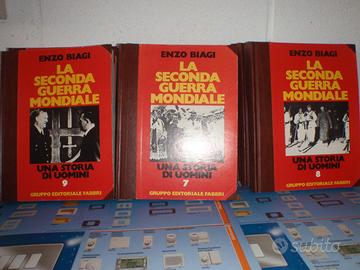 ENZO BIAGI
LA
SECONDA
GUERRA
MONDIALE
UNA STORIA
DI UOMINI
9
GRUPPO EDITORIALE FABBRI
ENZO BIAGI
LA
SECONDA
GUERRA
MONDIALE
UNA STORIA
DI UOMINI
7
GRUPPO EDITORIALE FABBRI
ENZO BIAGI
LA
SECONDA
GUERRA
MONDIALE
UNA STORIA
DI UOMINI
8
GRUPPO EDITORIALE FABBRI
subito